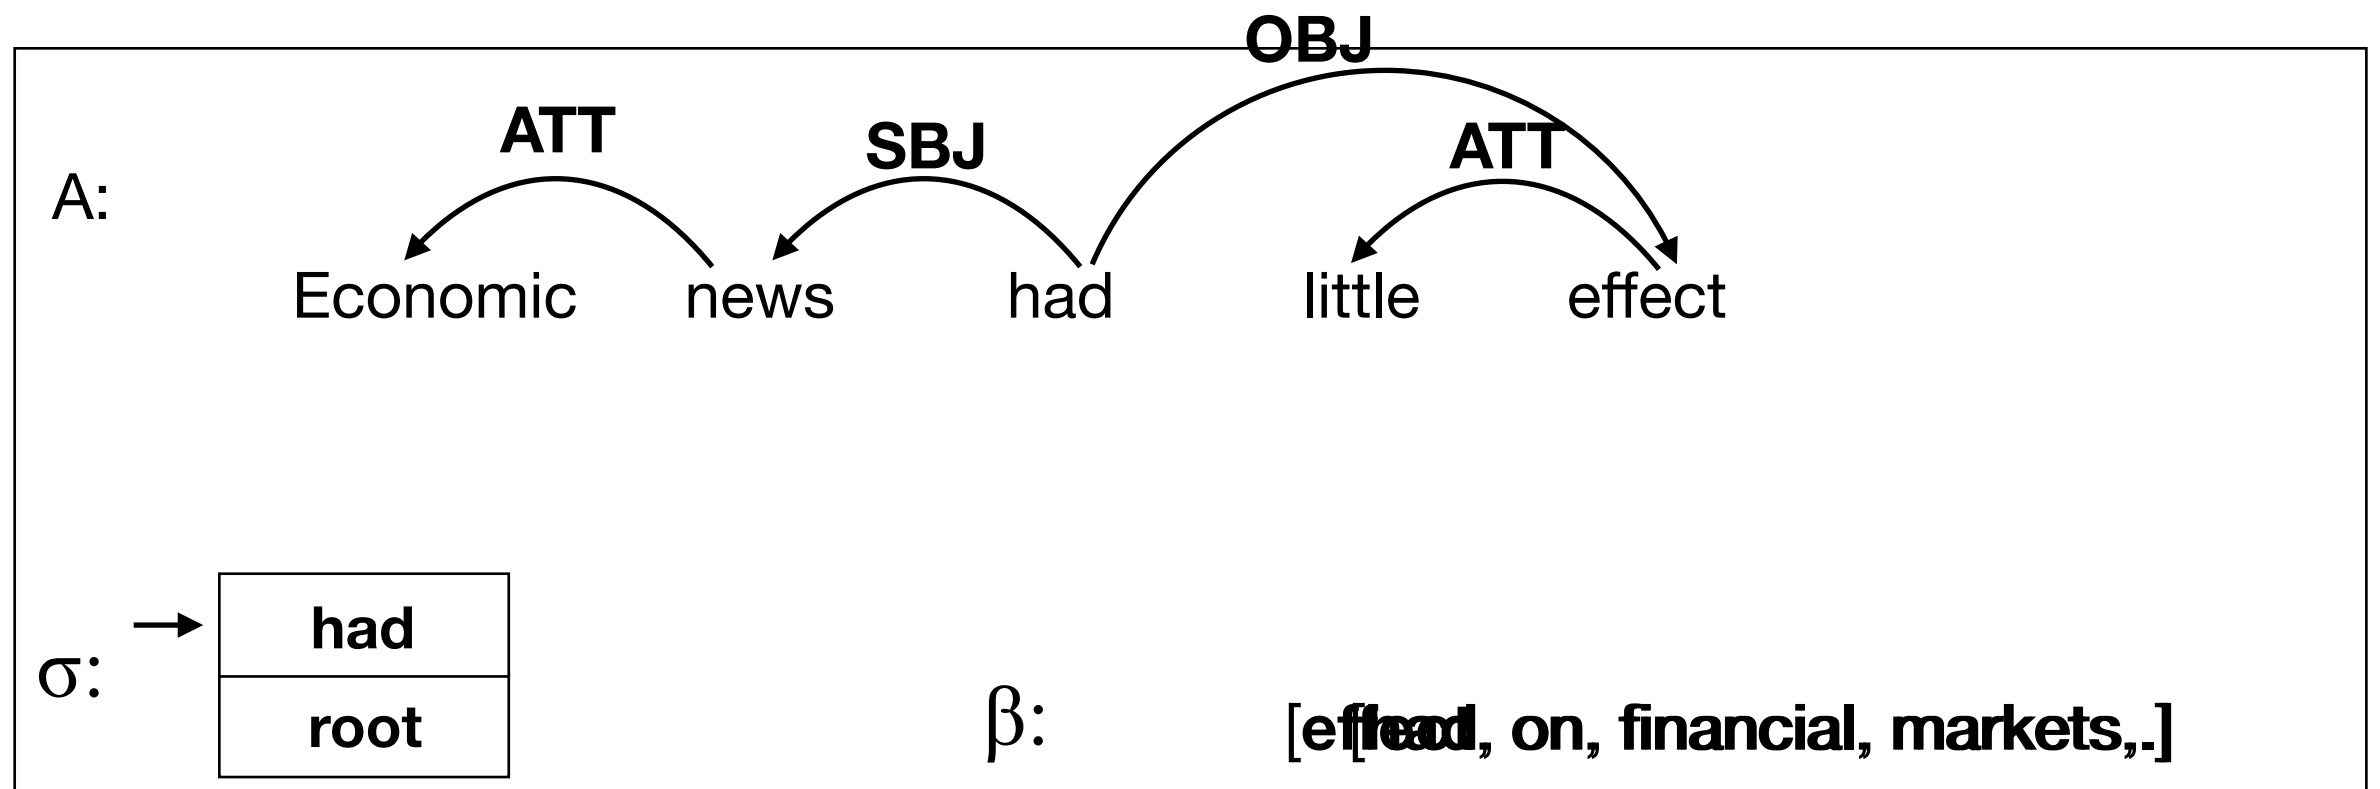 OBJ
ATT SBJ ATT
A:
Economic news had little effect
had
σ:
root
β: on, financial, markets,.]